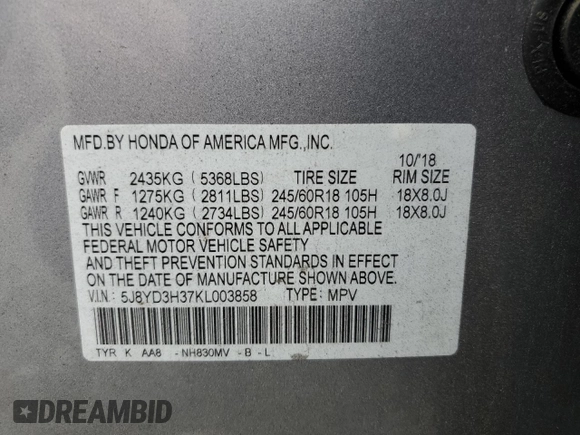 MFD.BY HONDA OF AMERICA MFG.,INC.
10/'18
GVWR 2435KG ( 5368LBS) TIRE SIZE RIM SIZE
GAWR F 1275KG ( 2811LBS) 245/60R18 105H 18X8.0J
GAWR R 1240KG ( 2734LBS) 245/60R18 105H 18X8.0J
THIS VEHICLE CONFORMS TO ALL APPLICABLE
FEDERAL MOTOR VEHICLE SAFETY
AND THEFT PREVENTION STANDARDS IN EFFECT
ON THE DATE OF MANUFACTURE SHOWN ABOVE.
V.I.N.: 5J8YD3H37KL003858 TYPE: MPV
TYR K AA8 -NH830MV -B -L
DREAMBID